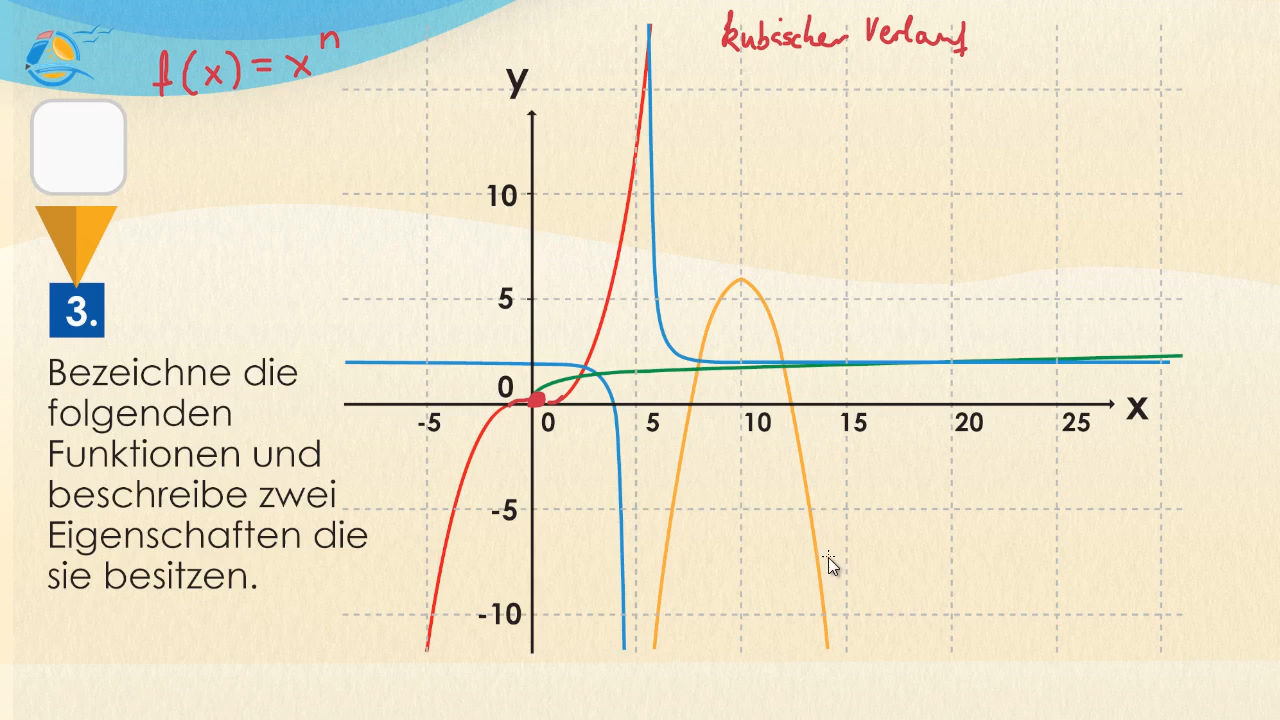 f(x) = xⁿ
kubischer Verlauf
y
10
5
0
-5
0
5
10
15
20
25
x
-5
-10
3.
Bezeichne die
folgenden
Funktionen und
beschreibe zwei
Eigenschaften die
sie besitzen.